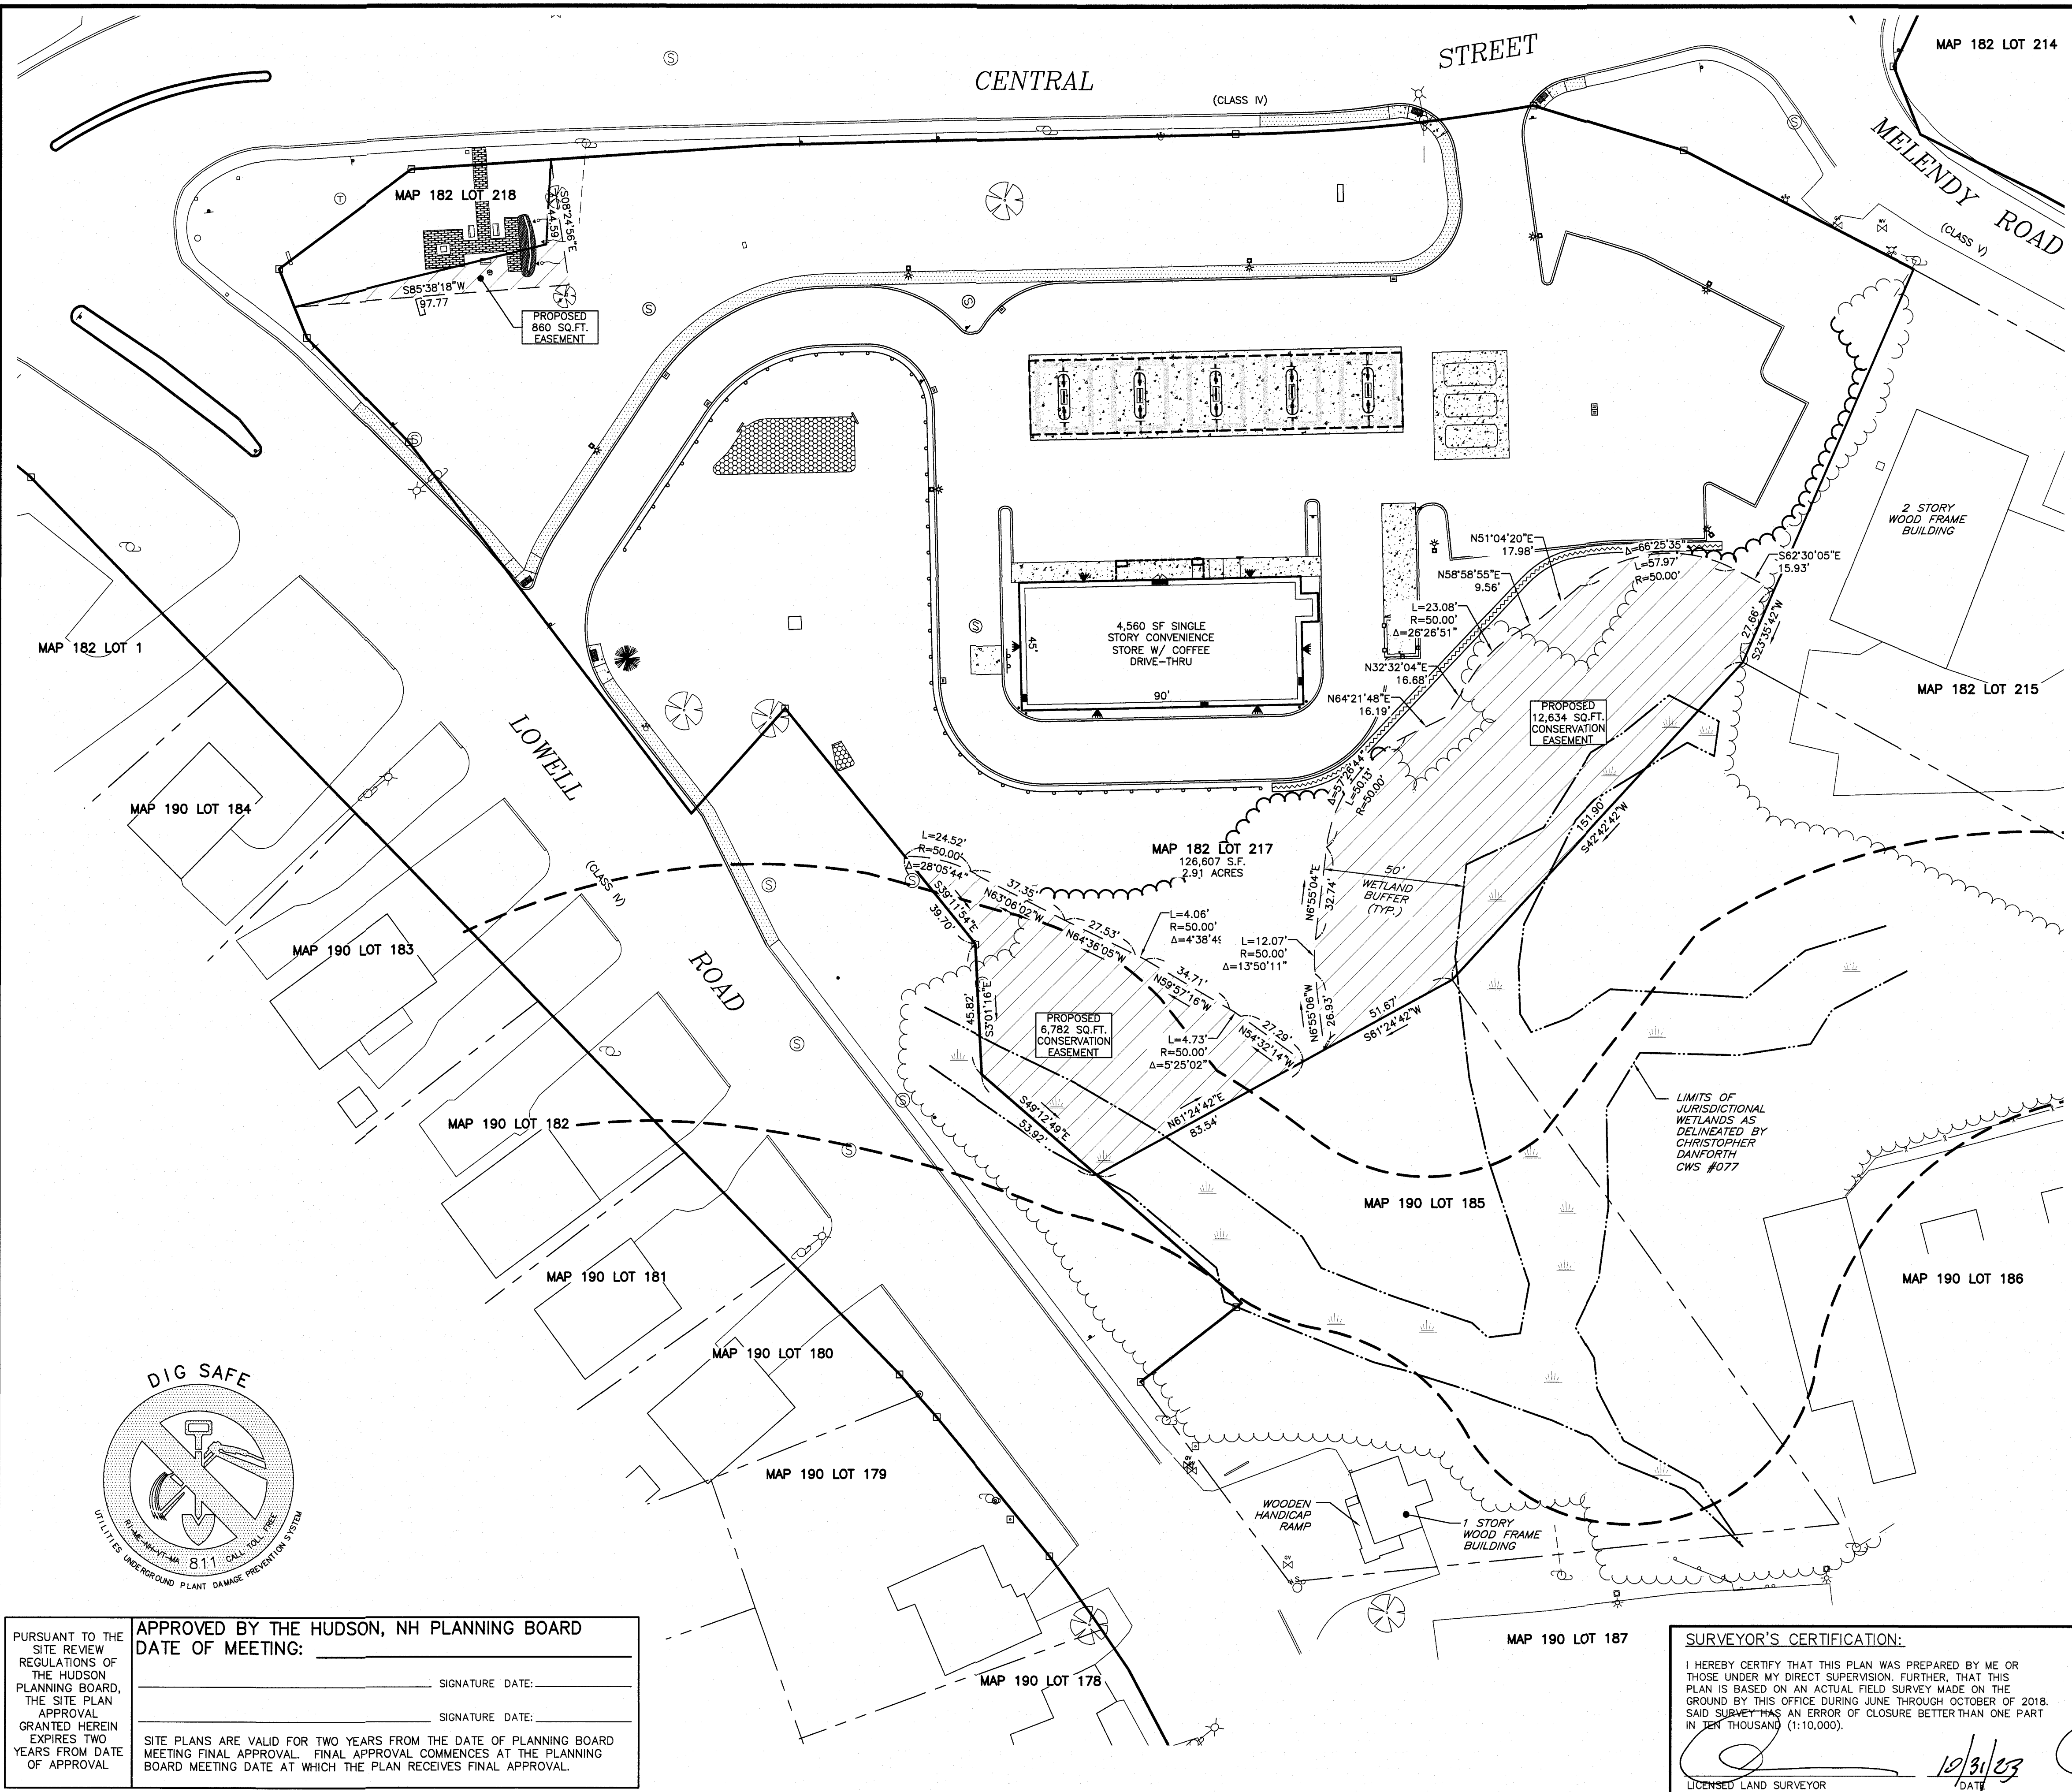 CENTRAL
STREET
(CLASS IV)
MAP 182 LOT 214
MELENDY ROAD
(CLASS V)
MAP 182 LOT 218
S08°24'56"E
44.59
S85°38'18"W
97.77
PROPOSED
860 SQ.FT.
EASEMENT
2 STORY
WOOD FRAME
BUILDING
N51°04'20"E
17.98'
Δ=66°25'35"
L=57.97'
R=50.00'
S62°30'05"E
15.93'
N58°58'55"E
9.56'
L=23.08'
R=50.00'
Δ=26°26'51"
27.66'
S23°35'42"W
MAP 182 LOT 1
4,560 SF SINGLE
STORY CONVENIENCE
STORE W/ COFFEE
DRIVE-THRU
45'
90'
N32°32'04"E
16.68'
N64°21'48"E
16.19'
MAP 182 LOT 215
PROPOSED
12,634 SQ.FT.
CONSERVATION
EASEMENT
LOWELL
ROAD
(CLASS IV)
Δ=57°26'44"
L=50.13'
R=50.00'
151.90'
S42°42'42"W
MAP 190 LOT 184
L=24.52'
R=50.00'
Δ=28°05'44"
MAP 182 LOT 217
126,607 S.F.
2.91 ACRES
50'
WETLAND
BUFFER
(TYP.)
N6°55'04"E
32.74'
37.35'
N63°06'02"W
S39°11'54"E
39.70'
27.53'
N64°36'05"W
L=4.06'
R=50.00'
L=12.07'
R=50.00'
Δ=13°50'11"
MAP 190 LOT 183
34.71'
N59°57'16"W
45.82'
S3°01'16"E
PROPOSED
6,782 SQ.FT.
CONSERVATION
EASEMENT
L=4.73'
R=50.00'
Δ=5°25'02"
27.29'
N54°32'14"W
N6°55'06"W
26.93'
51.67'
S61°24'42"W
S49°12'49"E
53.92'
N61°24'42"E
83.54'
LIMITS OF
JURISDICTIONAL
WETLANDS AS
DELINEATED BY
CHRISTOPHER
DANFORTH
CWS #077
MAP 190 LOT 182
MAP 190 LOT 185
MAP 190 LOT 181
MAP 190 LOT 186
MAP 190 LOT 180
MAP 190 LOT 179
WOODEN
HANDICAP
RAMP
1 STORY
WOOD FRAME
BUILDING
MAP 190 LOT 187
MAP 190 LOT 178
DIG SAFE
RI-ME-NH-VT-MA 811 CALL TOLL FREE
UTILITIES UNDERGROUND PLANT DAMAGE PREVENTION SYSTEM
PURSUANT TO THE
SITE REVIEW
REGULATIONS OF
THE HUDSON
PLANNING BOARD,
THE SITE PLAN
APPROVAL
GRANTED HEREIN
EXPIRES TWO
YEARS FROM DATE
OF APPROVAL
APPROVED BY THE HUDSON, NH PLANNING BOARD
DATE OF MEETING:
SIGNATURE DATE:
SIGNATURE DATE:
SITE PLANS ARE VALID FOR TWO YEARS FROM THE DATE OF PLANNING BOARD
MEETING FINAL APPROVAL. FINAL APPROVAL COMMENCES AT THE PLANNING
BOARD MEETING DATE AT WHICH THE PLAN RECEIVES FINAL APPROVAL.
SURVEYOR'S CERTIFICATION:
I HEREBY CERTIFY THAT THIS PLAN WAS PREPARED BY ME OR
THOSE UNDER MY DIRECT SUPERVISION. FURTHER, THAT THIS
PLAN IS BASED ON AN ACTUAL FIELD SURVEY MADE ON THE
GROUND BY THIS OFFICE DURING JUNE THROUGH OCTOBER OF 2018.
SAID SURVEY HAS AN ERROR OF CLOSURE BETTER THAN ONE PART
IN TEN THOUSAND (1:10,000).
10/31/23
LICENSED LAND SURVEYOR
DATE